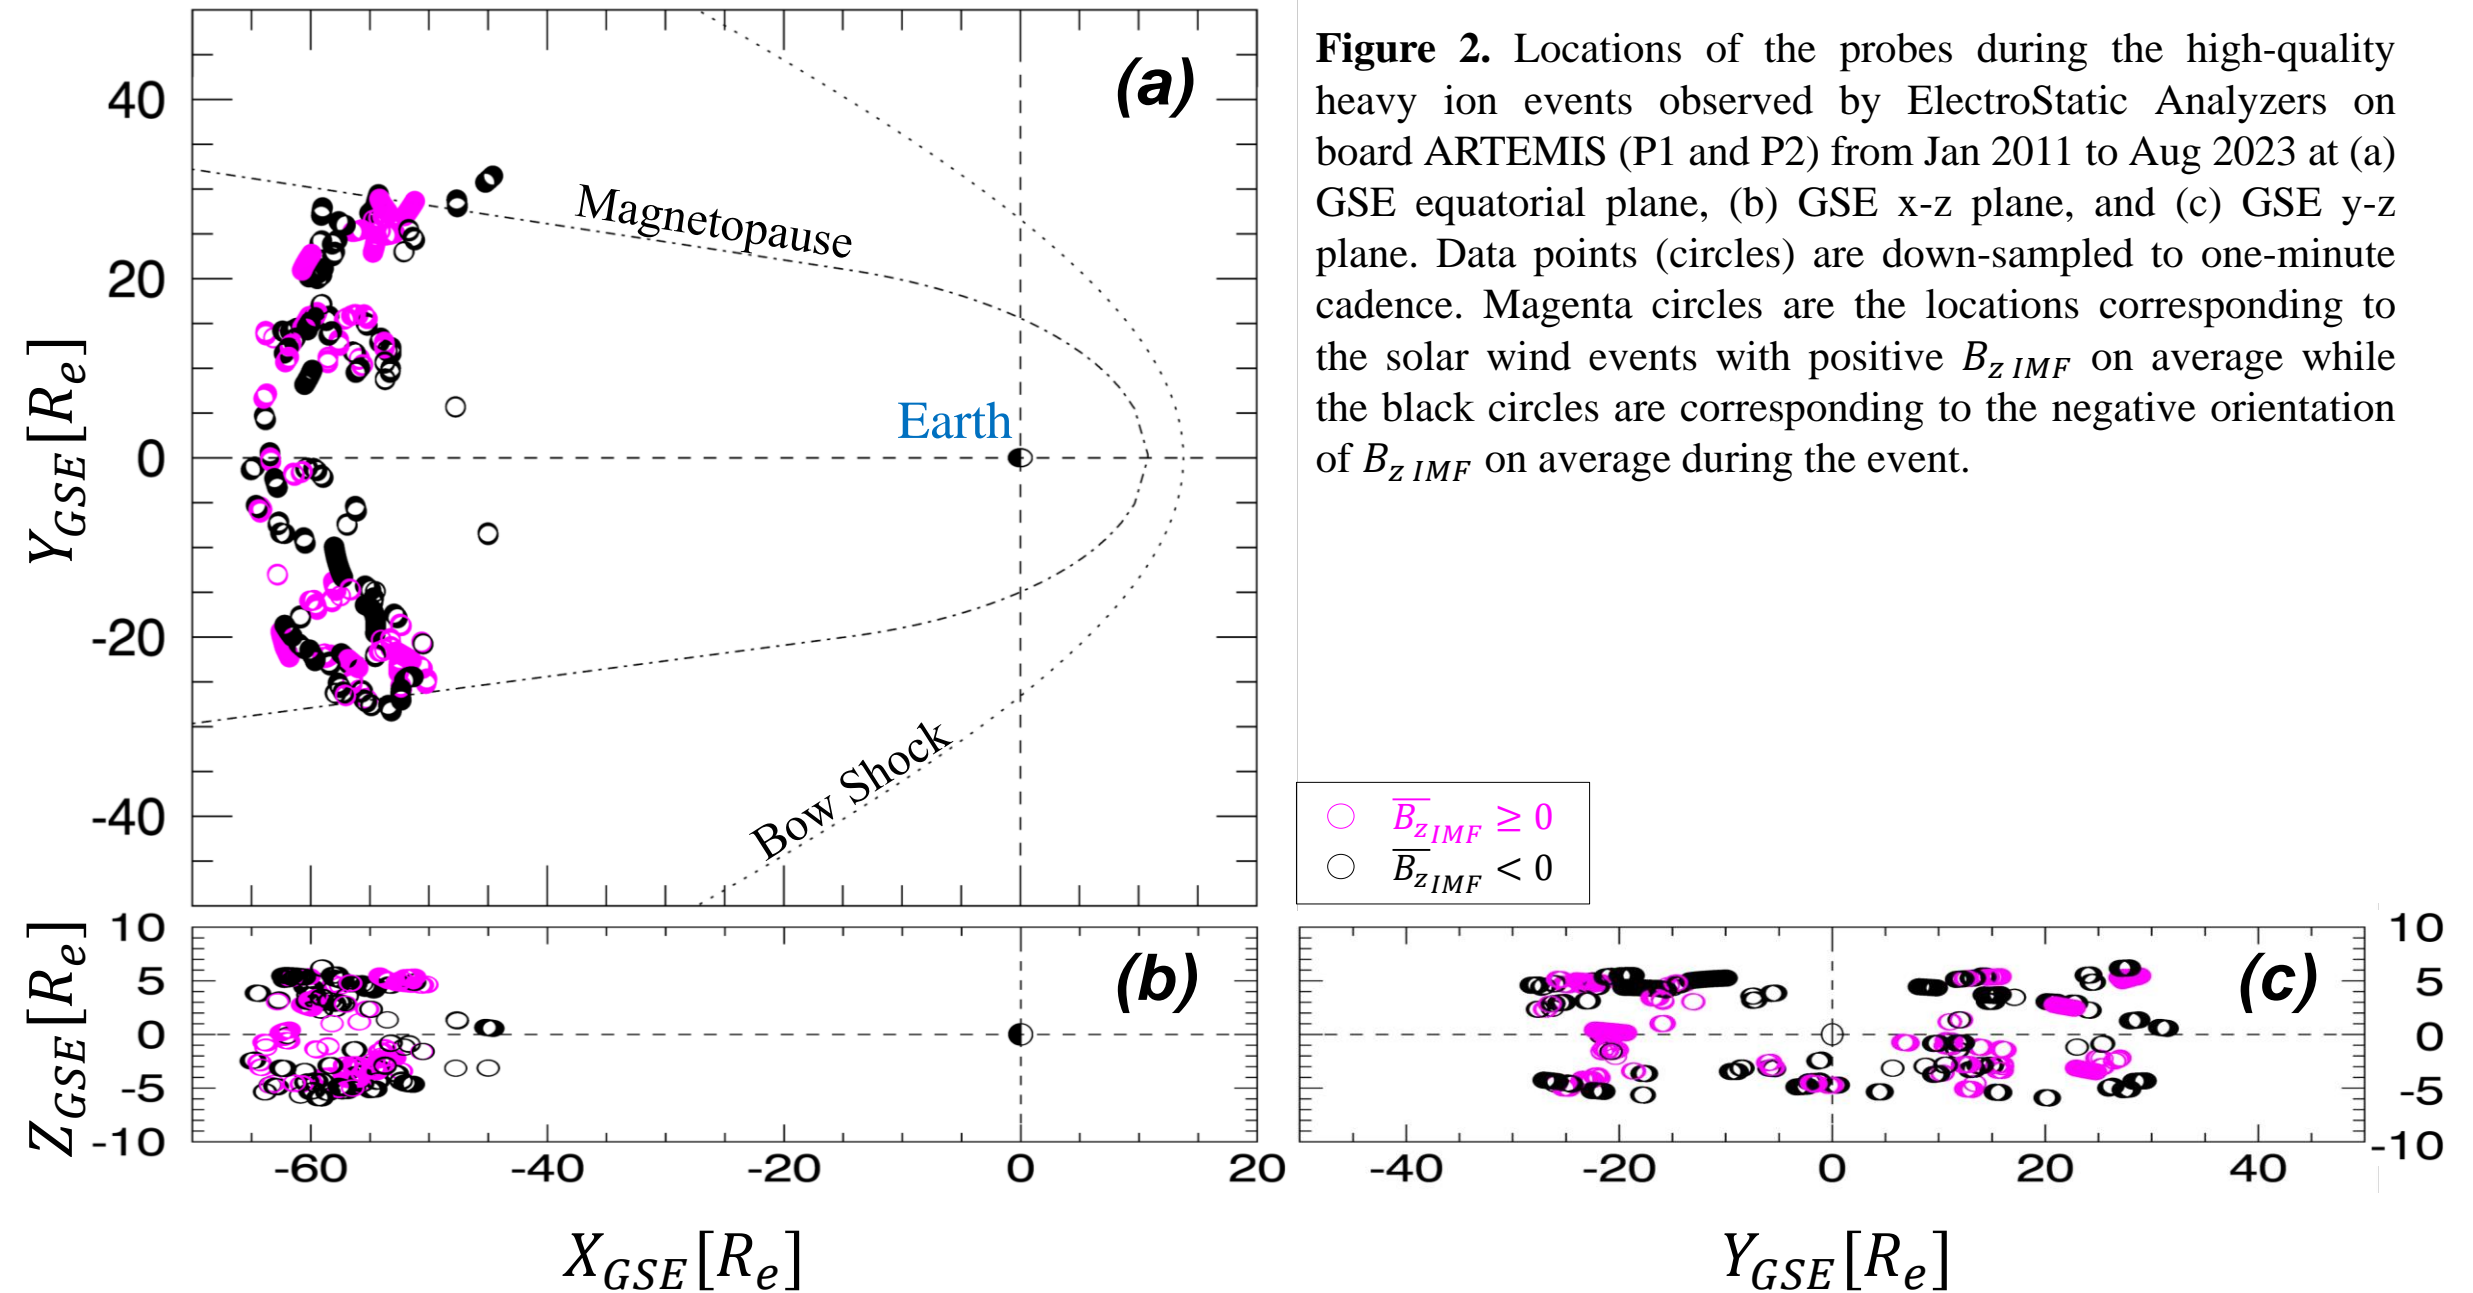 (a)
40
20
0
-20
-40
Y_GSE [R_e]
Magnetopause
Earth
Bow Shock
Figure 2. Locations of the probes during the high-quality
heavy ion events observed by ElectroStatic Analyzers on
board ARTEMIS (P1 and P2) from Jan 2011 to Aug 2023 at (a)
GSE equatorial plane, (b) GSE x-z plane, and (c) GSE y-z
plane. Data points (circles) are down-sampled to one-minute
cadence. Magenta circles are the locations corresponding to
the solar wind events with positive B_z IMF on average while
the black circles are corresponding to the negative orientation
of B_z IMF on average during the event.
B̅_z_IMF ≥ 0
B̅_z_IMF < 0
(b)
10
5
0
-5
-10
Z_GSE [R_e]
-60 -40 -20 0 20
X_GSE [R_e]
(c)
10
5
0
-5
-10
-40 -20 0 20 40
Y_GSE [R_e]